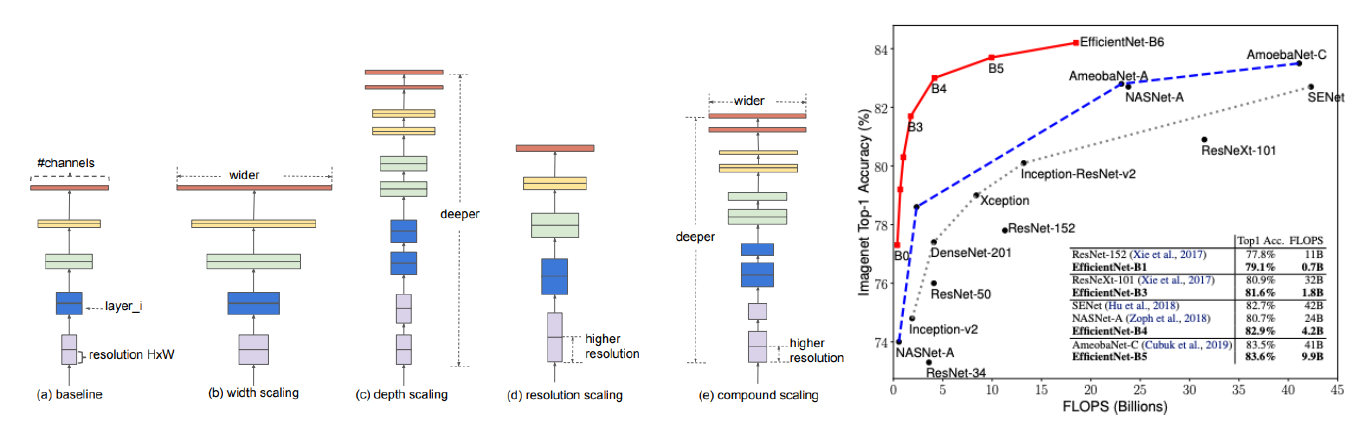 #channels
layer_i
resolution HxW
(a) baseline
wider
(b) width scaling
deeper
(c) depth scaling
higher
resolution
(d) resolution scaling
wider
deeper
higher
resolution
(e) compound scaling
Imagenet Top-1 Accuracy (%)
84
82
80
78
76
74
EfficientNet-B6
B5
B4
B3
B0
AmeobaNet-A
AmoebaNet-C
NASNet-A
SENet
ResNeXt-101
Inception-ResNet-v2
Xception
ResNet-152
DenseNet-201
ResNet-50
Inception-v2
NASNet-A
ResNet-34
Top1 Acc. FLOPS
ResNet-152 (Xie et al., 2017) 77.8% 11B
EfficientNet-B1 79.1% 0.7B
ResNeXt-101 (Xie et al., 2017) 80.9% 32B
EfficientNet-B3 81.6% 1.8B
SENet (Hu et al., 2018) 82.7% 42B
NASNet-A (Zoph et al., 2018) 80.7% 24B
EfficientNet-B4 82.9% 4.2B
AmoebaNet-C (Cubuk et al., 2019) 83.5% 41B
EfficientNet-B5 83.6% 9.9B
0 5 10 15 20 25 30 35 40 45
FLOPS (Billions)